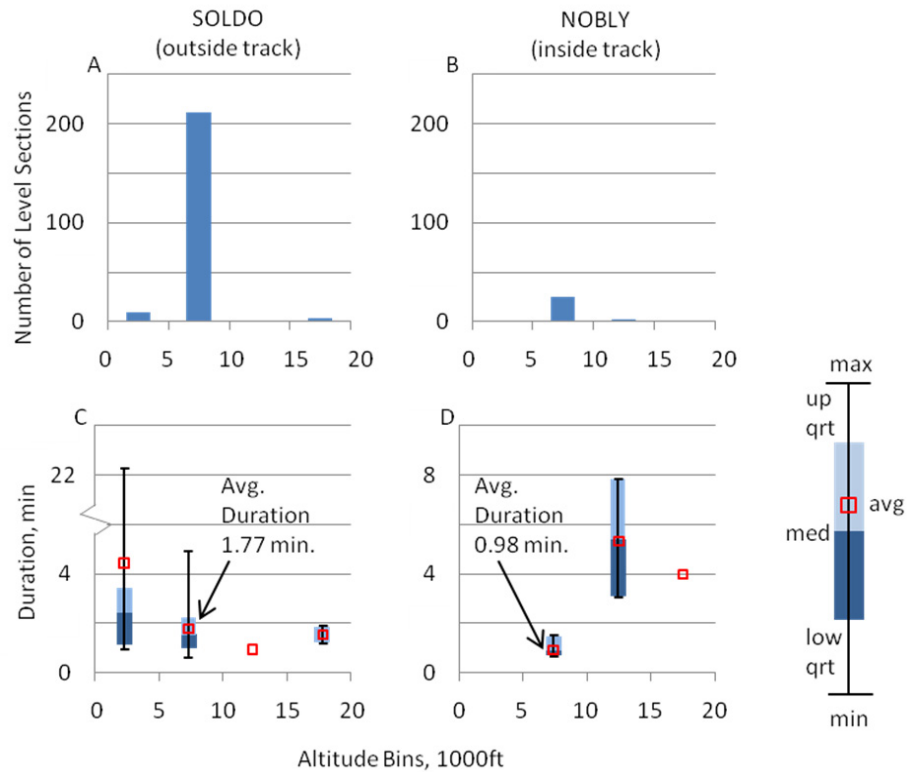 SOLDO
(outside track)
NOBLY
(inside track)
A
B
Number of Level Sections
200
100
0
0
5
10
15
20
200
100
0
0
5
10
15
20
C
D
Duration, min
22
4
0
Avg.
Duration
1.77 min.
0
5
10
15
20
8
4
0
Avg.
Duration
0.98 min.
0
5
10
15
20
Altitude Bins, 1000ft
max
up
qrt
avg
med
low
qrt
min